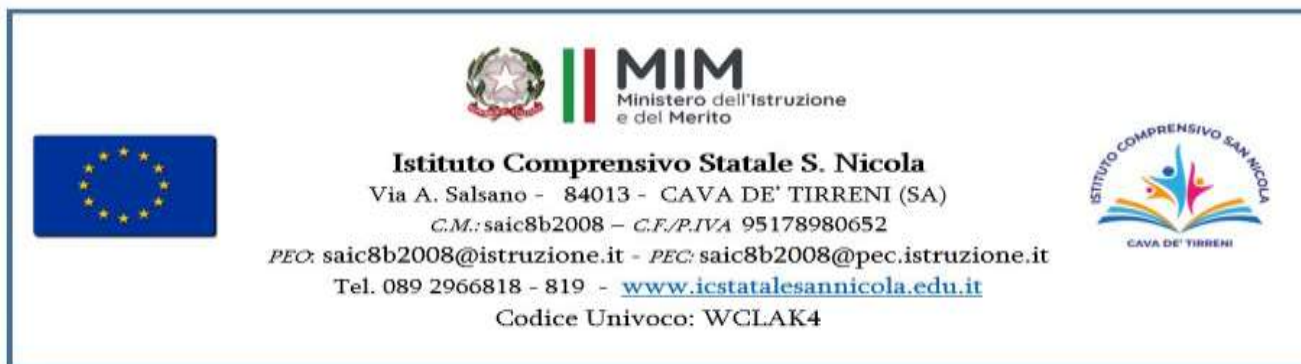 MIM
Ministero dell'Istruzione
e del Merito
Istituto Comprensivo Statale S. Nicola
Via A. Salsano - 84013 - CAVA DE' TIRRENI (SA)
C.M.: saic8b2008 – C.F./P.IVA 95178980652
PEO: saic8b2008@istruzione.it - PEC: saic8b2008@pec.istruzione.it
Tel. 089 2966818 - 819 - www.icstatalesannicola.edu.it
Codice Univoco: WCLAK4
ISTITUTO COMPRENSIVO SAN NICOLA
CAVA DE' TIRRENI